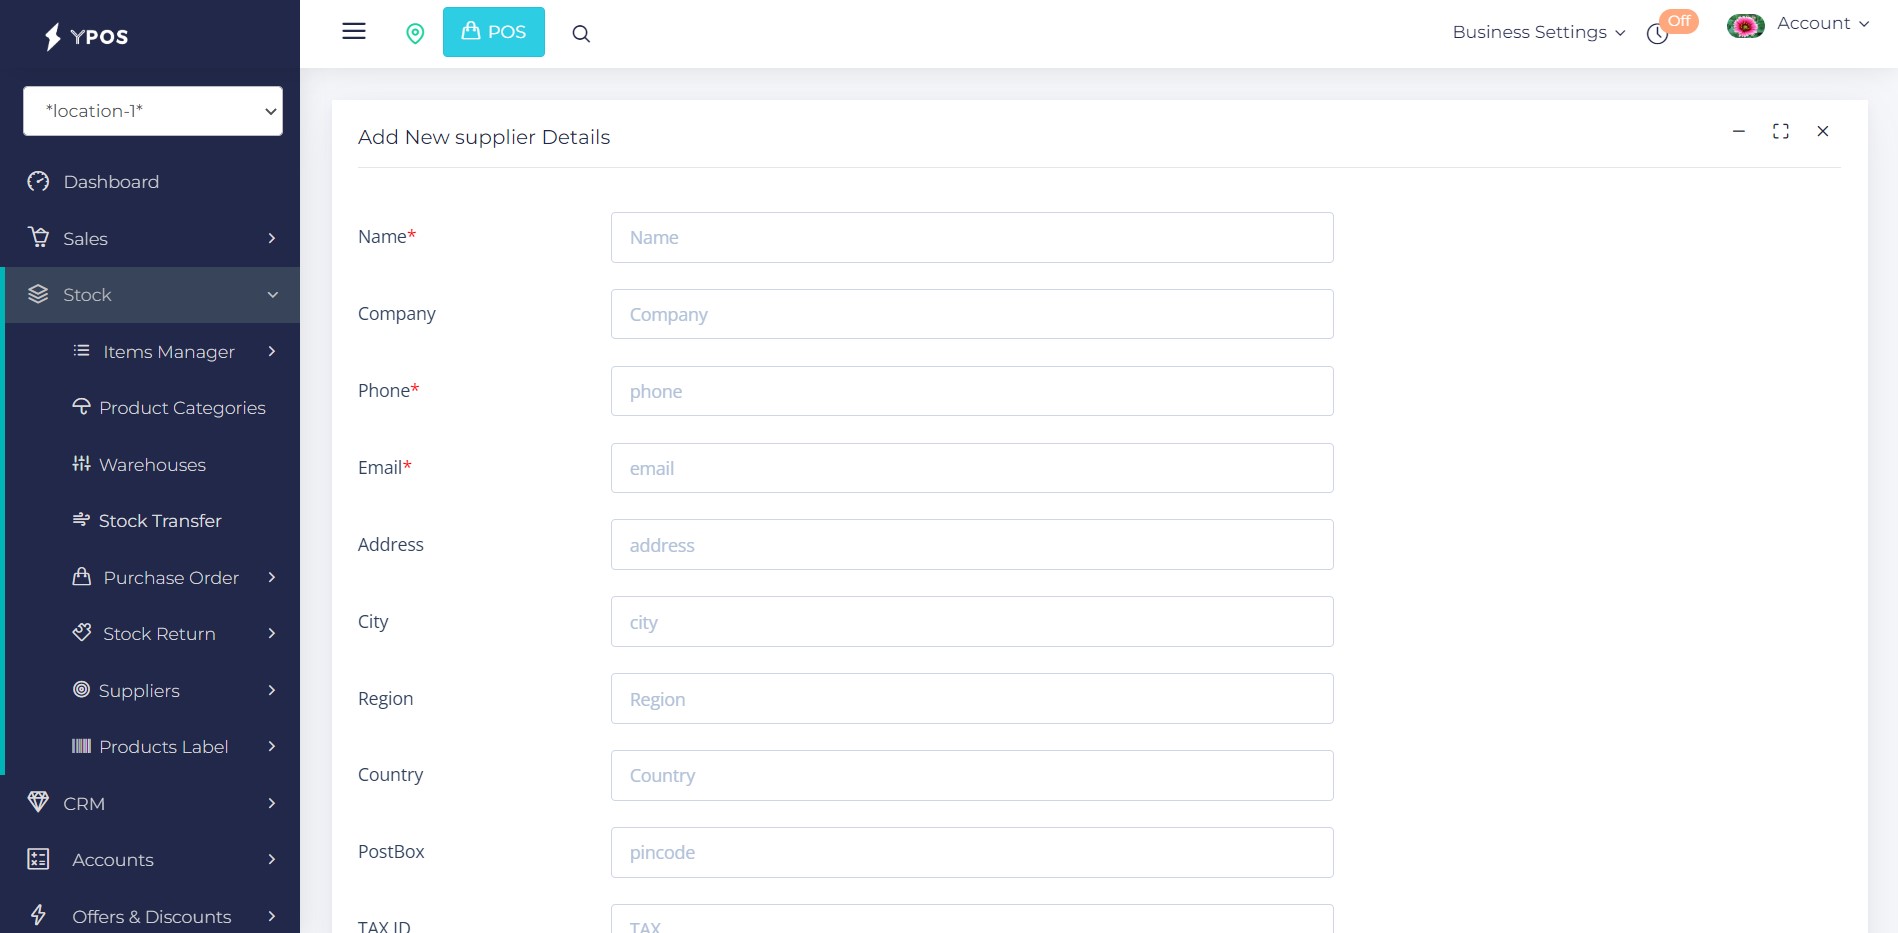 YPOS
POS
Business Settings
Off
Account
*location-1*
Dashboard
Sales
Stock
Items Manager
Product Categories
Warehouses
Stock Transfer
Purchase Order
Stock Return
Suppliers
Products Label
CRM
Accounts
Offers & Discounts
Add New supplier Details
Name* Name
Company Company
Phone* phone
Email* email
Address address
City city
Region Region
Country Country
PostBox pincode
TAX ID TAX